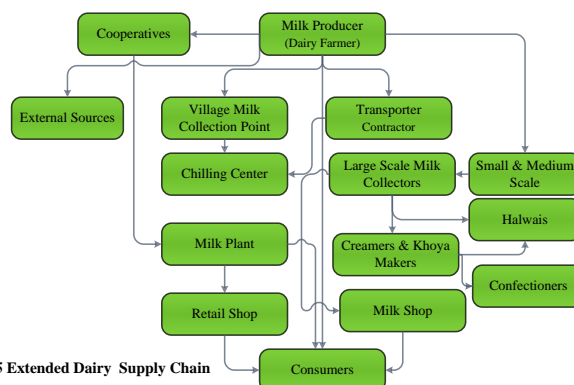 Cooperatives
Milk Producer
(Dairy Farmer)
External Sources
Village Milk
Collection Point
Transporter
Contractor
Chilling Center
Large Scale Milk
Collectors
Small & Medium
Scale
Halwais
Milk Plant
Creamers & Khoya
Makers
Confectioners
Retail Shop
Milk Shop
5 Extended Dairy Supply Chain
Consumers